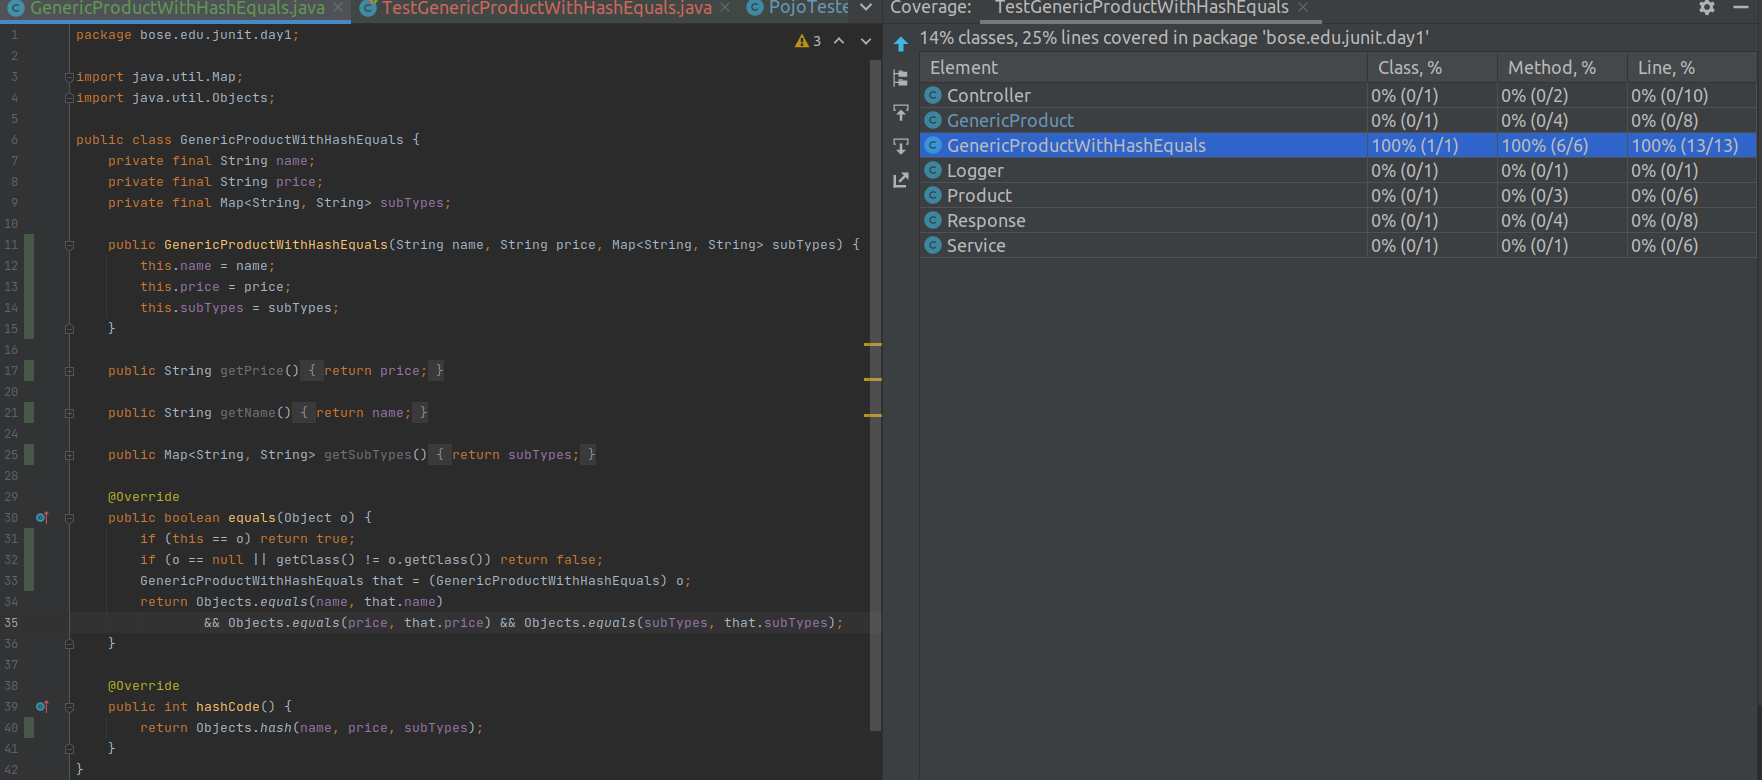 GenericProductWithHashEquals.java
TestGenericProductWithHashEquals.java
PojoTeste
1 package bose.edu.junit.day1;
2
3 import java.util.Map;
4 import java.util.Objects;
5
6 public class GenericProductWithHashEquals {
7 private final String name;
8 private final String price;
9 private final Map<String, String> subTypes;
10
11 public GenericProductWithHashEquals(String name, String price, Map<String, String> subTypes) {
12 this.name = name;
13 this.price = price;
14 this.subTypes = subTypes;
15 }
16
17 public String getPrice() { return price; }
20
21 public String getName() { return name; }
24
25 public Map<String, String> getSubTypes() { return subTypes; }
28
29 @Override
30 public boolean equals(Object o) {
31 if (this == o) return true;
32 if (o == null || getClass() != o.getClass()) return false;
33 GenericProductWithHashEquals that = (GenericProductWithHashEquals) o;
34 return Objects.equals(name, that.name)
35 && Objects.equals(price, that.price) && Objects.equals(subTypes, that.subTypes);
36 }
37
38 @Override
39 public int hashCode() {
40 return Objects.hash(name, price, subTypes);
41 }
42 }
3
Coverage: TestGenericProductWithHashEquals
14% classes, 25% lines covered in package 'bose.edu.junit.day1'
Element Class, % Method, % Line, %
Controller 0% (0/1) 0% (0/2) 0% (0/10)
GenericProduct 0% (0/1) 0% (0/4) 0% (0/8)
GenericProductWithHashEquals 100% (1/1) 100% (6/6) 100% (13/13)
Logger 0% (0/1) 0% (0/1) 0% (0/1)
Product 0% (0/1) 0% (0/3) 0% (0/6)
Response 0% (0/1) 0% (0/4) 0% (0/8)
Service 0% (0/1) 0% (0/1) 0% (0/6)